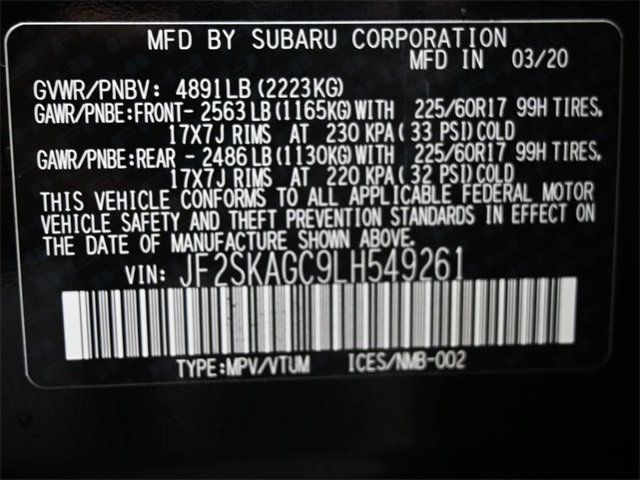 MFD BY SUBARU CORPORATION
MFD IN 03/20
GVWR/PNBV: 4891LB (2223KG)
GAWR/PNBE:FRONT- 2563LB (1165KG)WITH 225/60R17 99H TIRES,
17X7J RIMS AT 230 KPA( 33 PSI)COLD
GAWR/PNBE:REAR - 2486LB (1130KG)WITH 225/60R17 99H TIRES,
17X7J RIMS AT 220 KPA( 32 PSI)COLD
THIS VEHICLE CONFORMS TO ALL APPLICABLE FEDERAL MOTOR
VEHICLE SAFETY AND THEFT PREVENTION STANDARDS IN EFFECT ON
THE DATE OF MANUFACTURE SHOWN ABOVE.
VIN: JF2SKAGC9LH549261
TYPE:MPV/VTUM ICES/NMB-002